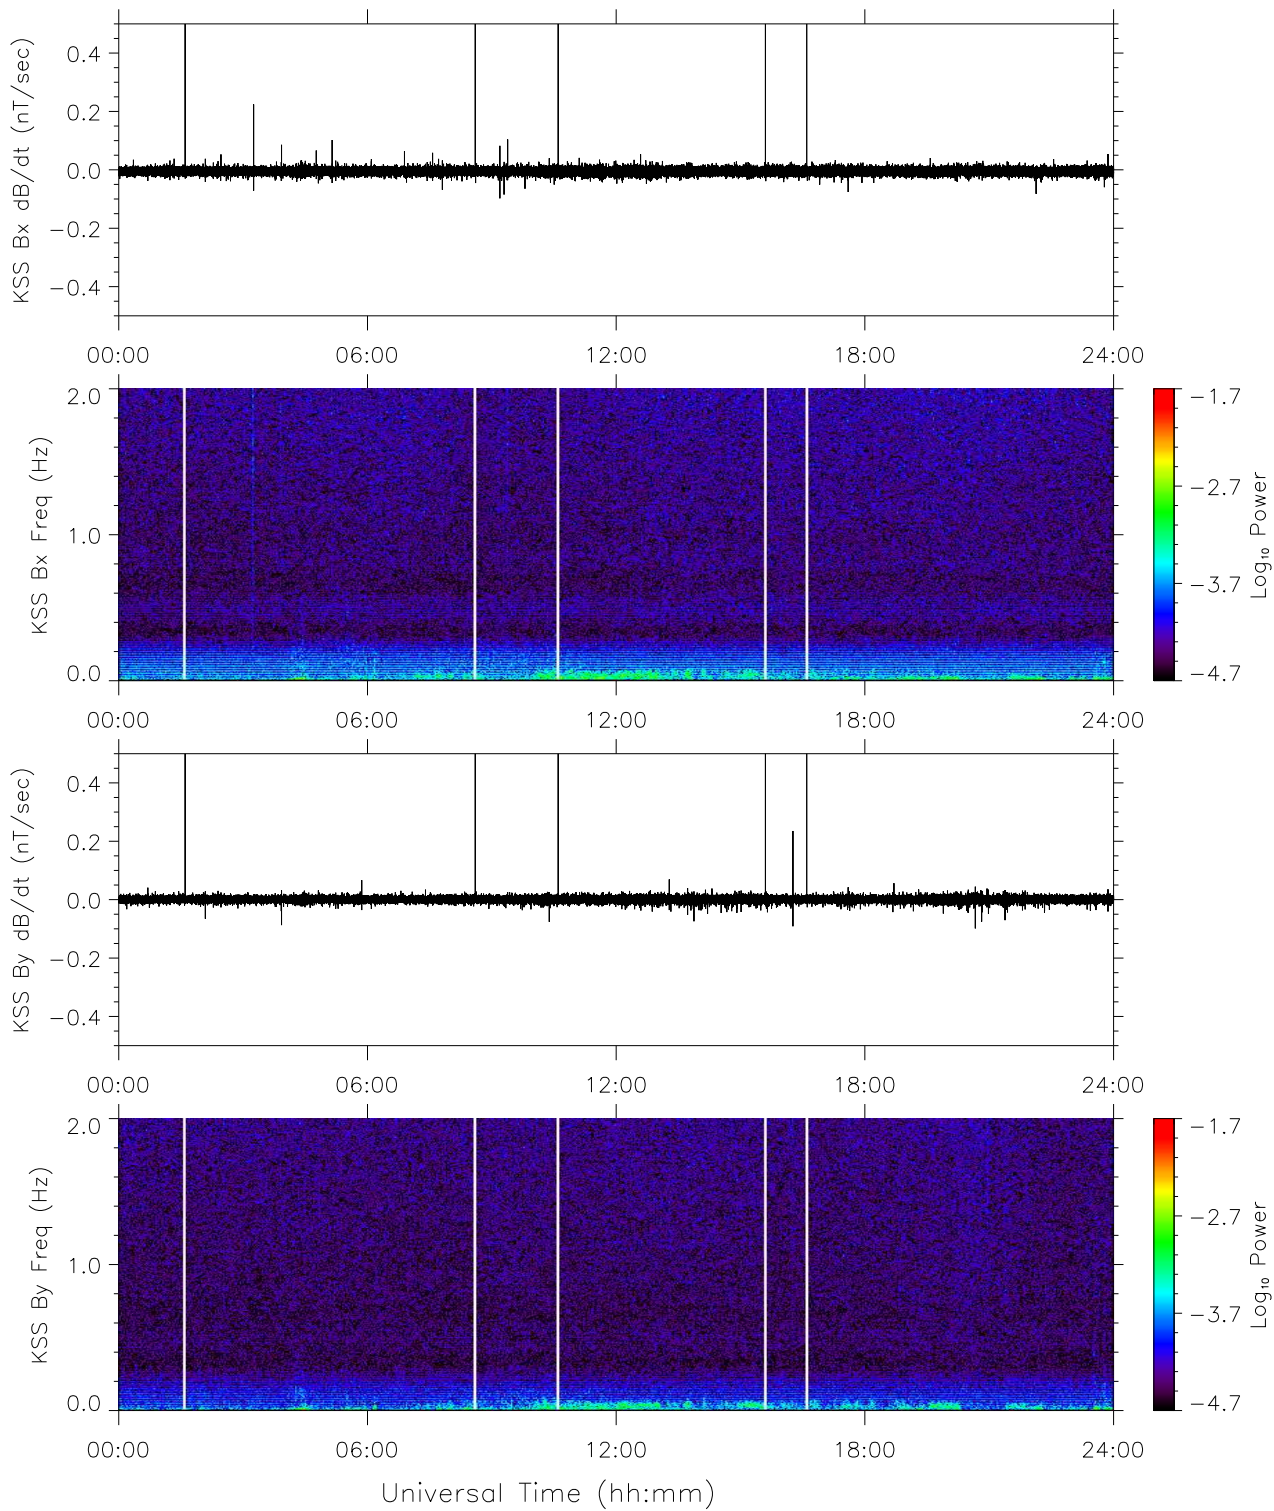 KSS Bx dB/dt (nT/sec)
0.4
0.2
0.0
−0.2
−0.4
00:00 06:00 12:00 18:00 24:00
KSS Bx Freq (Hz)
2.0
1.0
0.0
00:00 06:00 12:00 18:00 24:00
−1.7
−2.7
−3.7
−4.7
Log₁₀ Power
KSS By dB/dt (nT/sec)
0.4
0.2
0.0
−0.2
−0.4
00:00 06:00 12:00 18:00 24:00
KSS By Freq (Hz)
2.0
1.0
0.0
00:00 06:00 12:00 18:00 24:00
−1.7
−2.7
−3.7
−4.7
Log₁₀ Power
Universal Time (hh:mm)